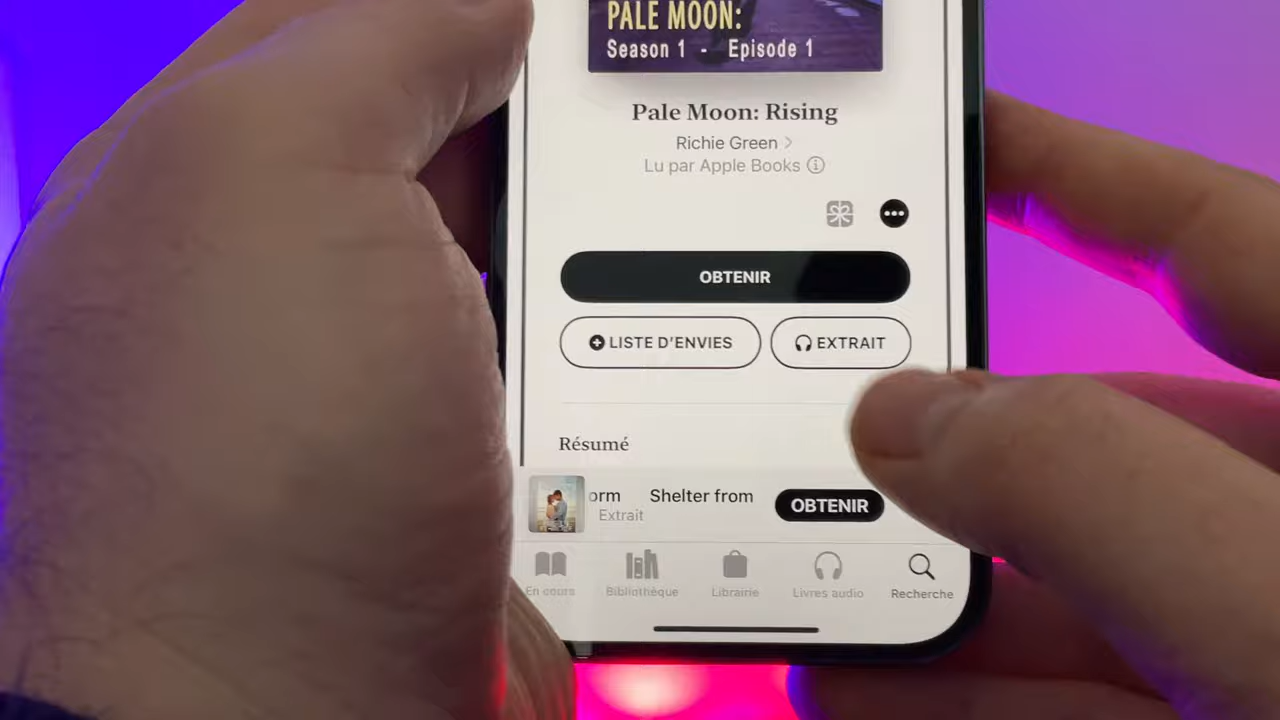 PALE MOON:
Season 1 - Episode 1
Pale Moon: Rising
Richie Green >
Lu par Apple Books
OBTENIR
LISTE D'ENVIES
EXTRAIT
Résumé
orm Shelter from
Extrait
OBTENIR
En cours
Bibliothèque
Librairie
Livres audio
Recherche